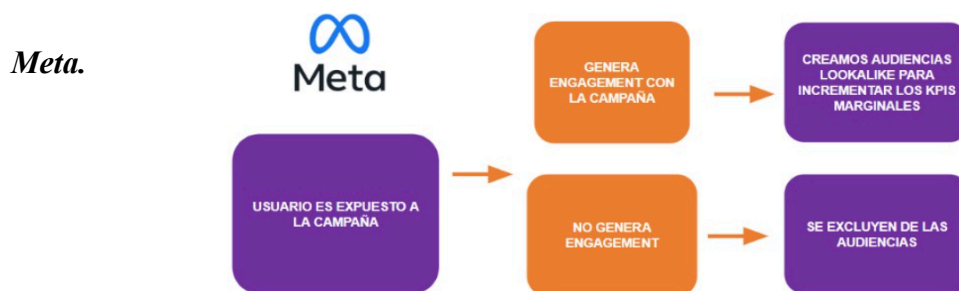 Meta.
Meta
USUARIO ES EXPUESTO A
LA CAMPAÑA
GENERA
ENGAGEMENT CON
LA CAMPAÑA
CREAMOS AUDIENCIAS
LOOKALIKE PARA
INCREMENTAR LOS KPIS
MARGINALES
NO GENERA
ENGAGEMENT
SE EXCLUYEN DE LAS
AUDIENCIAS